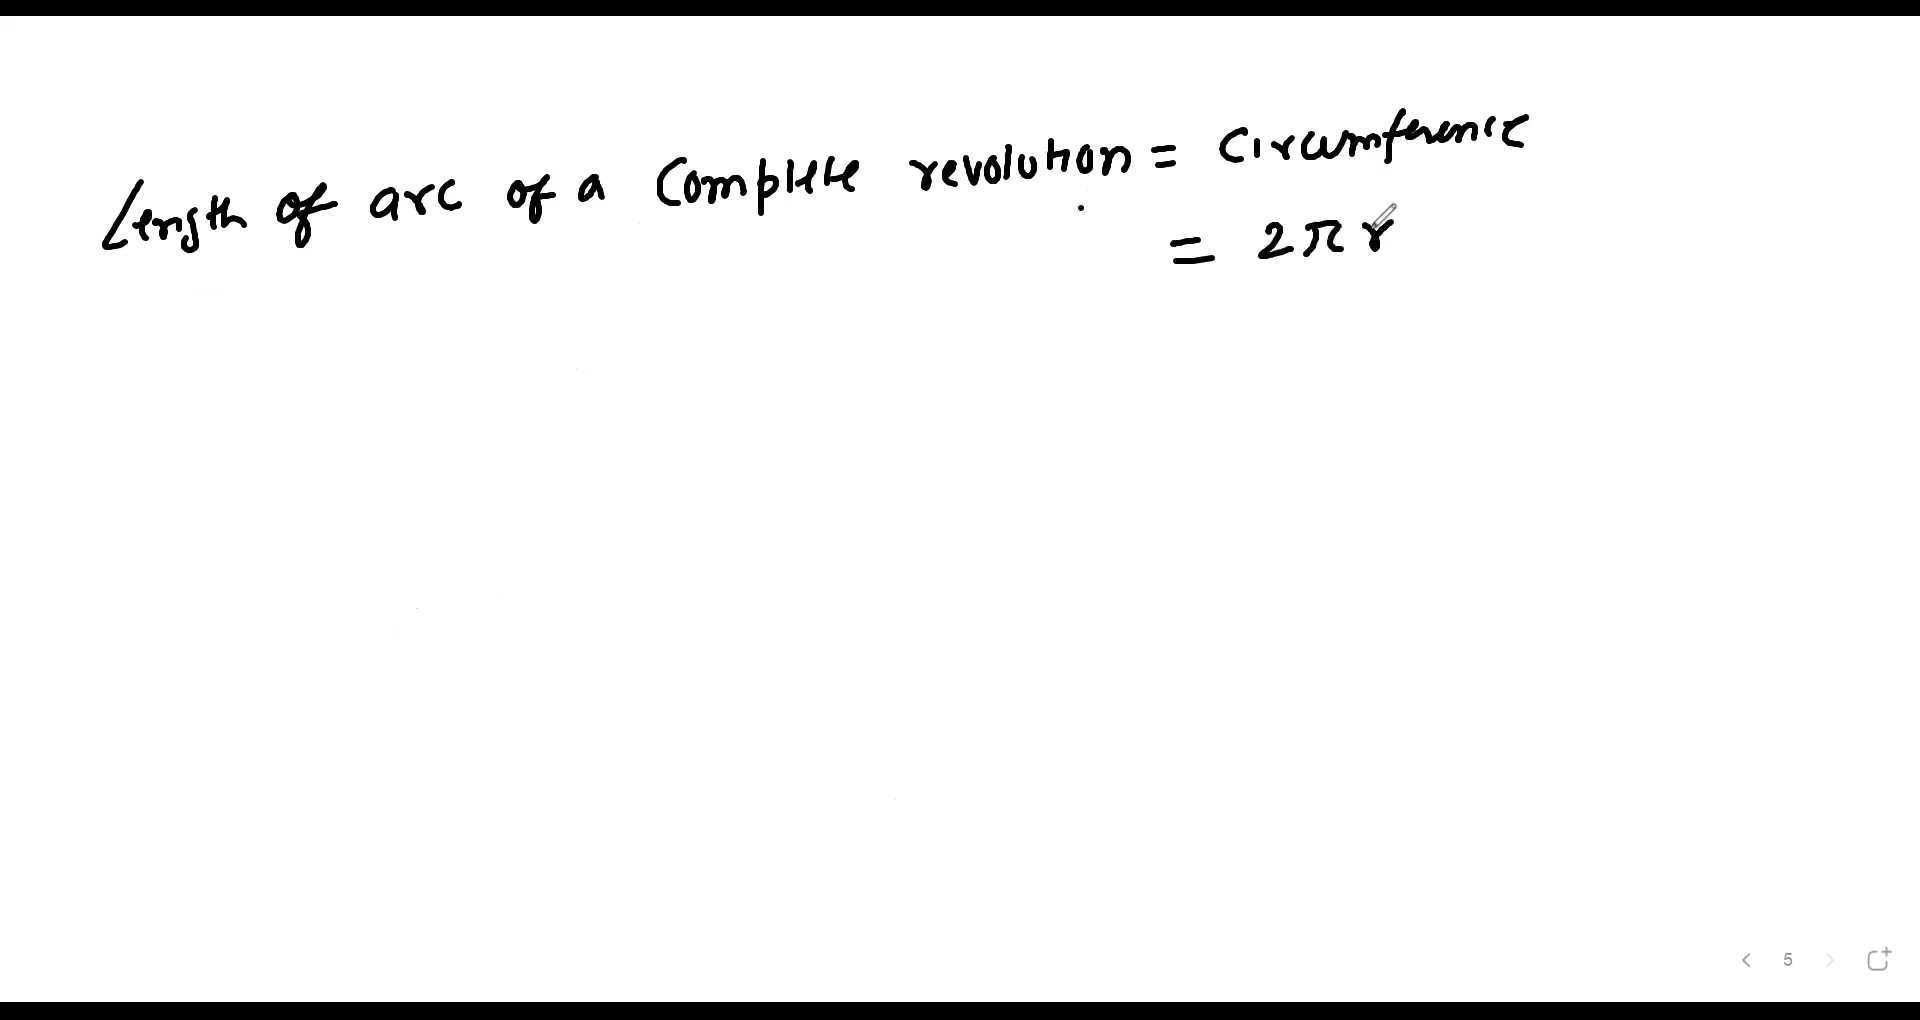 Length of arc of a Complete revolution = Circumference
= 2πr
5